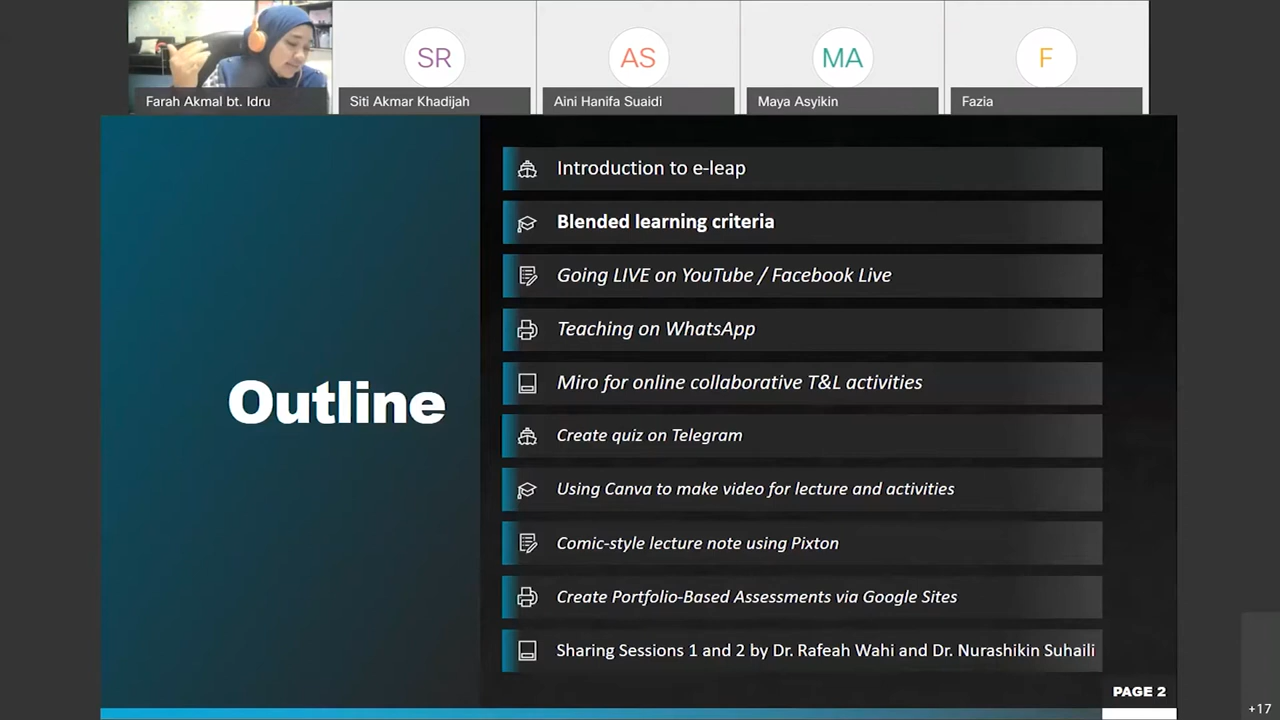 SR
AS
MA
F
Farah Akmal bt. Idru
Siti Akmar Khadijah
Aini Hanifa Suaidi
Maya Asyikin
Fazia
Outline
Introduction to e-leap
Blended learning criteria
Going LIVE on YouTube / Facebook Live
Teaching on WhatsApp
Miro for online collaborative T&L activities
Create quiz on Telegram
Using Canva to make video for lecture and activities
Comic-style lecture note using Pixton
Create Portfolio-Based Assessments via Google Sites
Sharing Sessions 1 and 2 by Dr. Rafeah Wahi and Dr. Nurashikin Suhaili
PAGE 2
+17